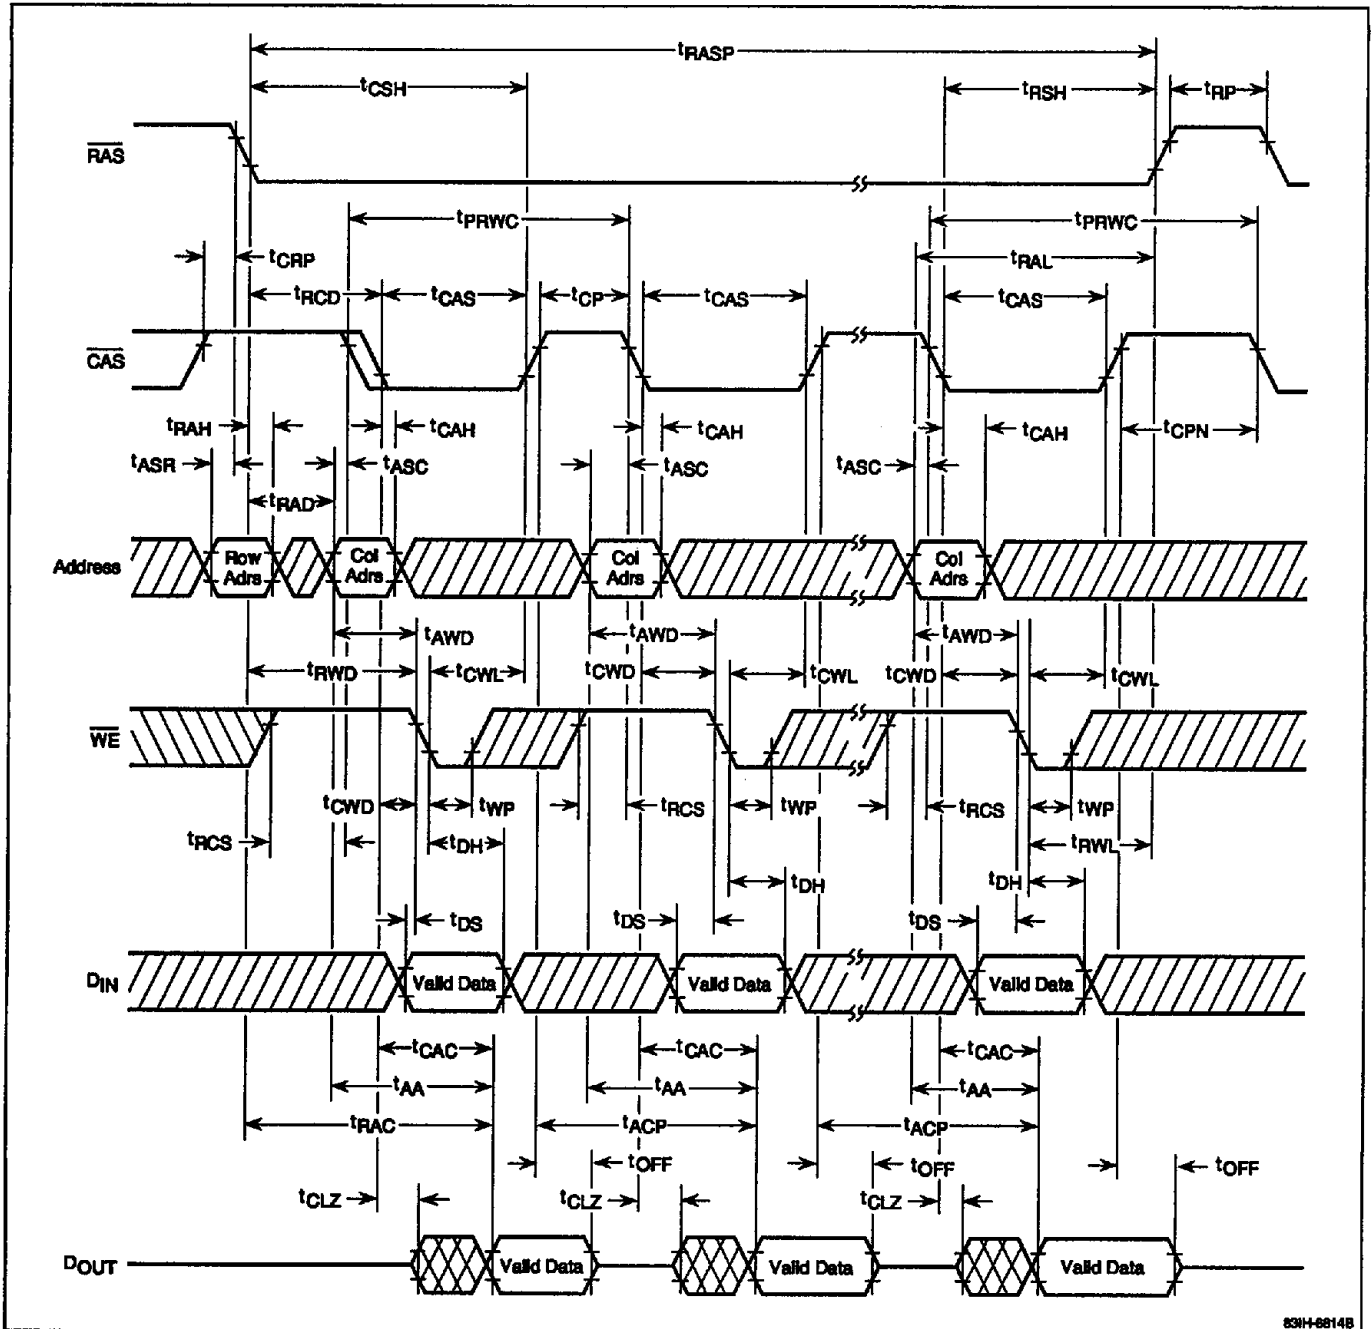 tRASP
tCSH tRSH tRP
RAS
tPRWC tPRWC
tCRP tRAL
tRCD tCAS tCP tCAS tCAS
CAS
tRAH tCAH tCAH tCAH tCPN
tASR tASC tASC tASC
tRAD
Address Row Adrs Col Adrs Col Adrs Col Adrs
tAWD tAWD tAWD
tRWD tCWL tCWD tCWL tCWD tCWL
WE
tCWD tWP tRCS tWP tRCS tWP
tRCS tDH tRWL
tDH tDH
tDS tDS tDS
DIN Valid Data Valid Data Valid Data
tCAC tCAC tCAC
tAA tAA tAA
tRAC tACP tACP
tOFF tOFF tOFF
tCLZ tCLZ tCLZ
DOUT Valid Data Valid Data Valid Data
83IH-6814B